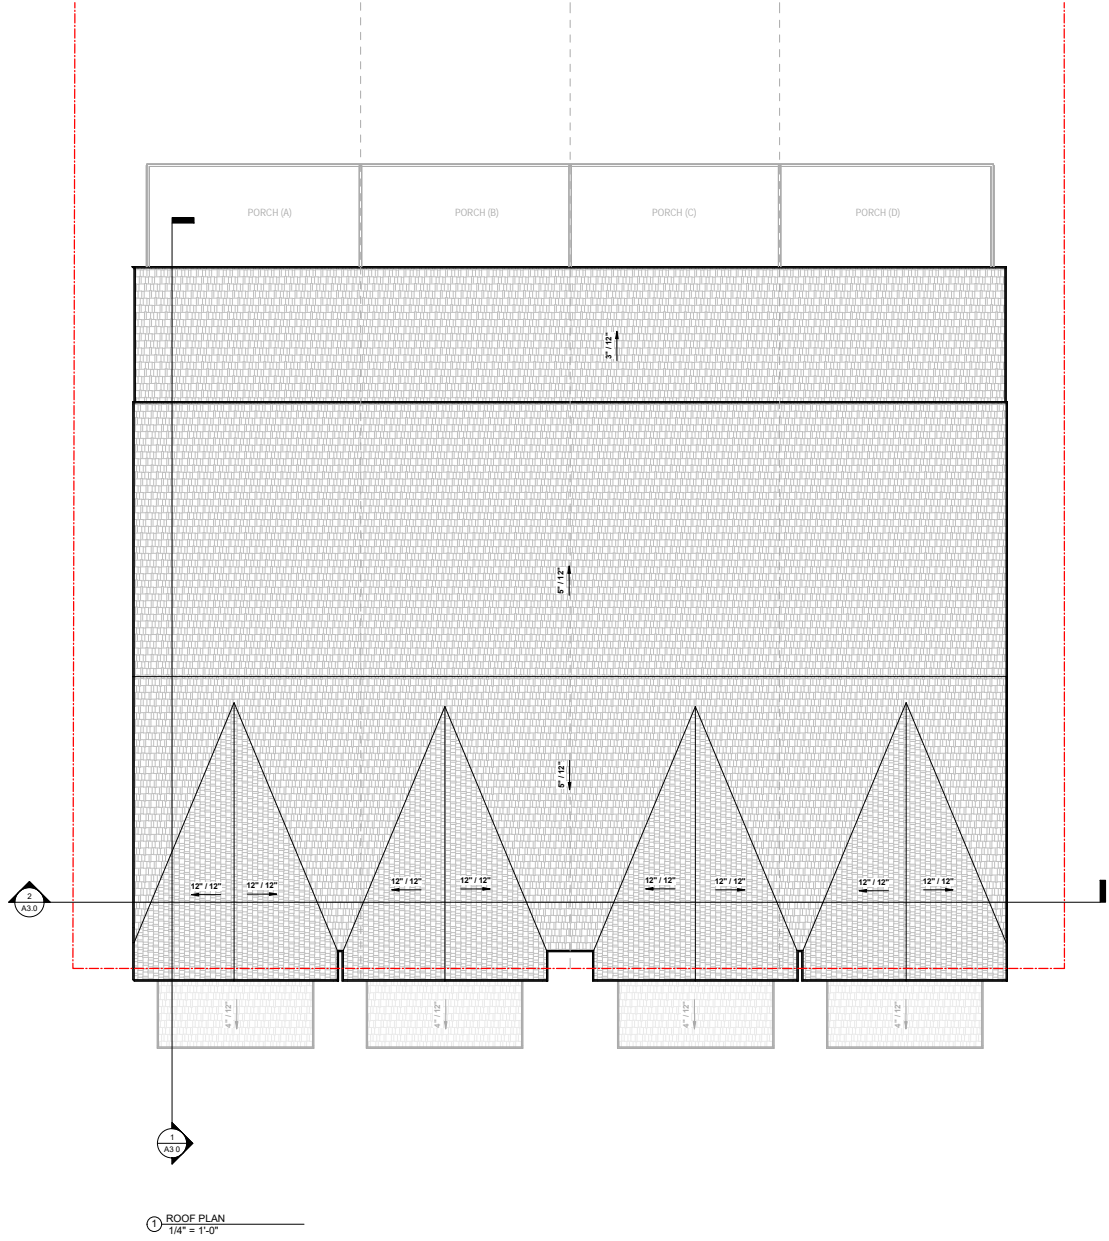 PORCH (A)
PORCH (B)
PORCH (C)
PORCH (D)
3" / 12"
5" / 12"
5" / 12"
12" / 12"
12" / 12"
12" / 12"
12" / 12"
12" / 12"
12" / 12"
12" / 12"
12" / 12"
2
A3.0
4" / 12"
4" / 12"
4" / 12"
4" / 12"
1
A3.0
1
ROOF PLAN
1/4" = 1'-0"